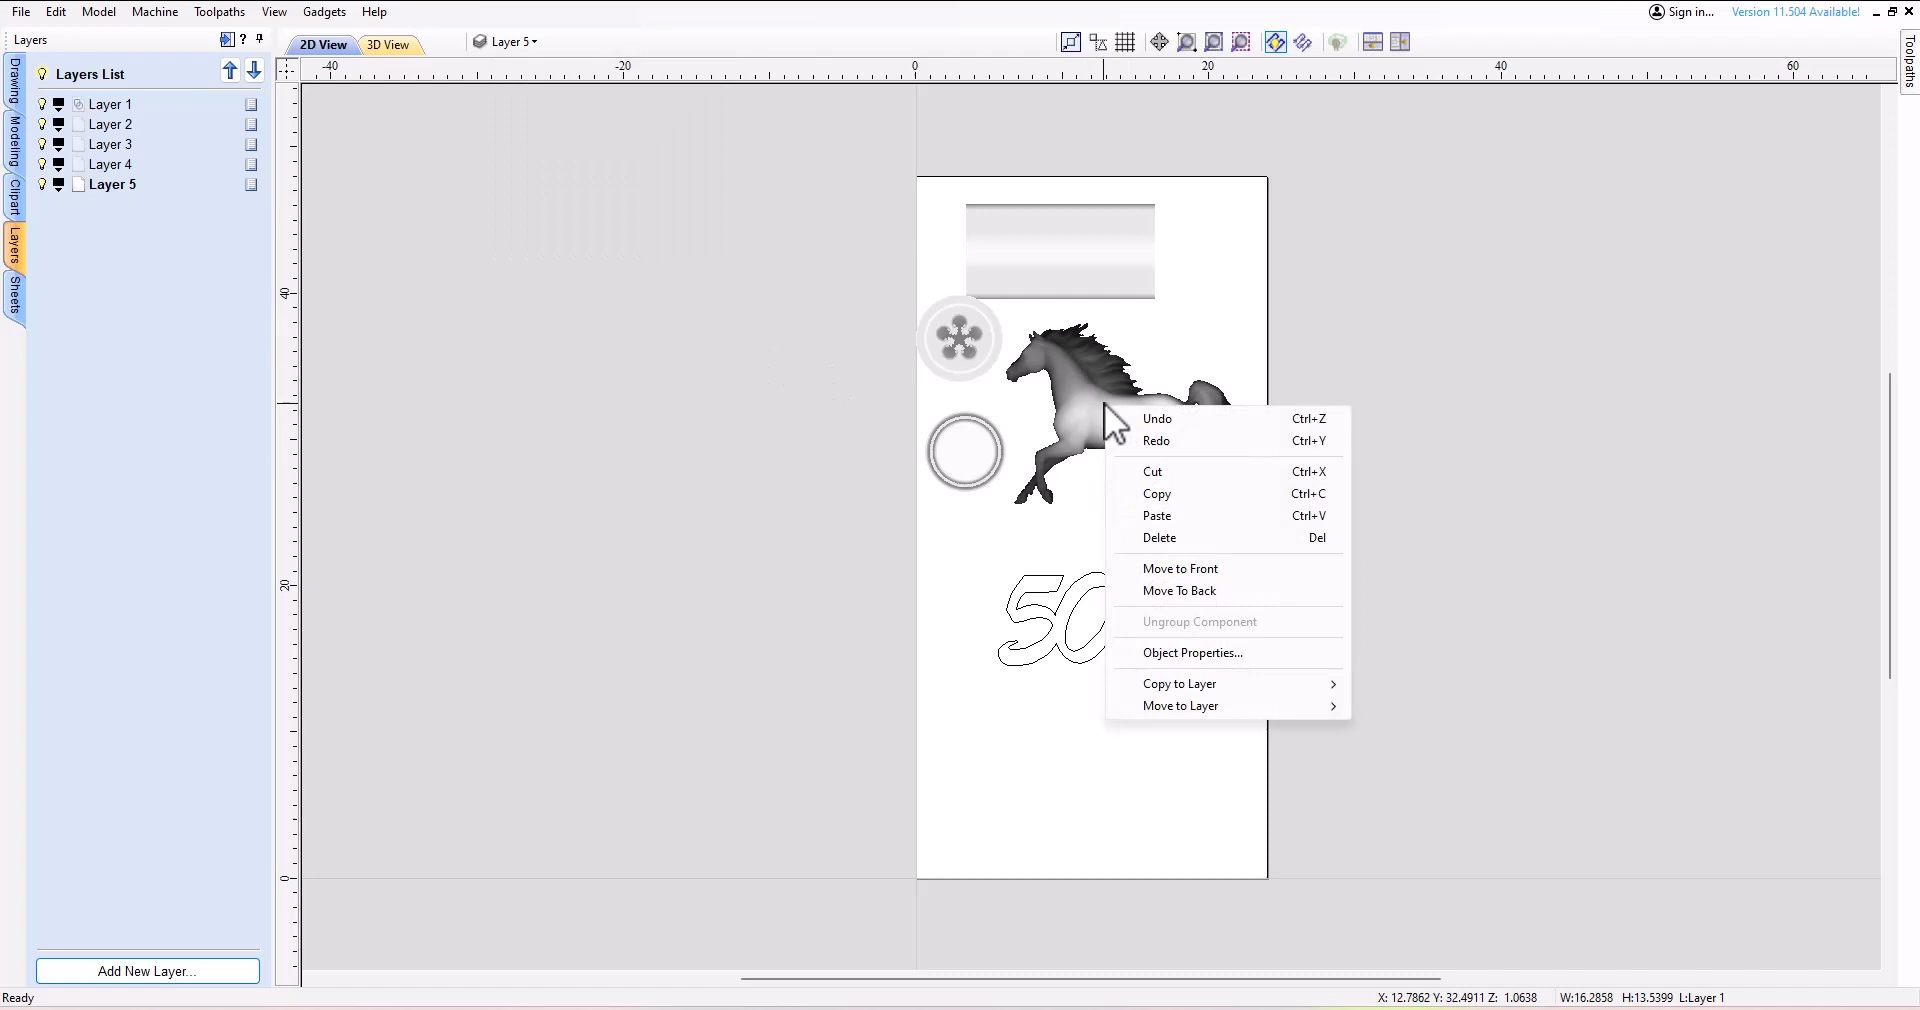 File Edit Model Machine Toolpaths View Gadgets Help
Sign in... Version 11.504 Available!
Layers ?
2D View 3D View Layer 5
Toolpaths
Drawing
Modeling
Clipart
Layers
Sheets
Layers List
Layer 1
Layer 2
Layer 3
Layer 4
Layer 5
-40 -20 0 20 40 60
40
20
0
50
Undo Ctrl+Z
Redo Ctrl+Y
Cut Ctrl+X
Copy Ctrl+C
Paste Ctrl+V
Delete Del
Move to Front
Move To Back
Ungroup Component
Object Properties...
Copy to Layer
Move to Layer
Add New Layer...
Ready
X: 12.7862 Y: 32.4911 Z: 1.0638 W:16.2858 H:13.5399 L:Layer 1